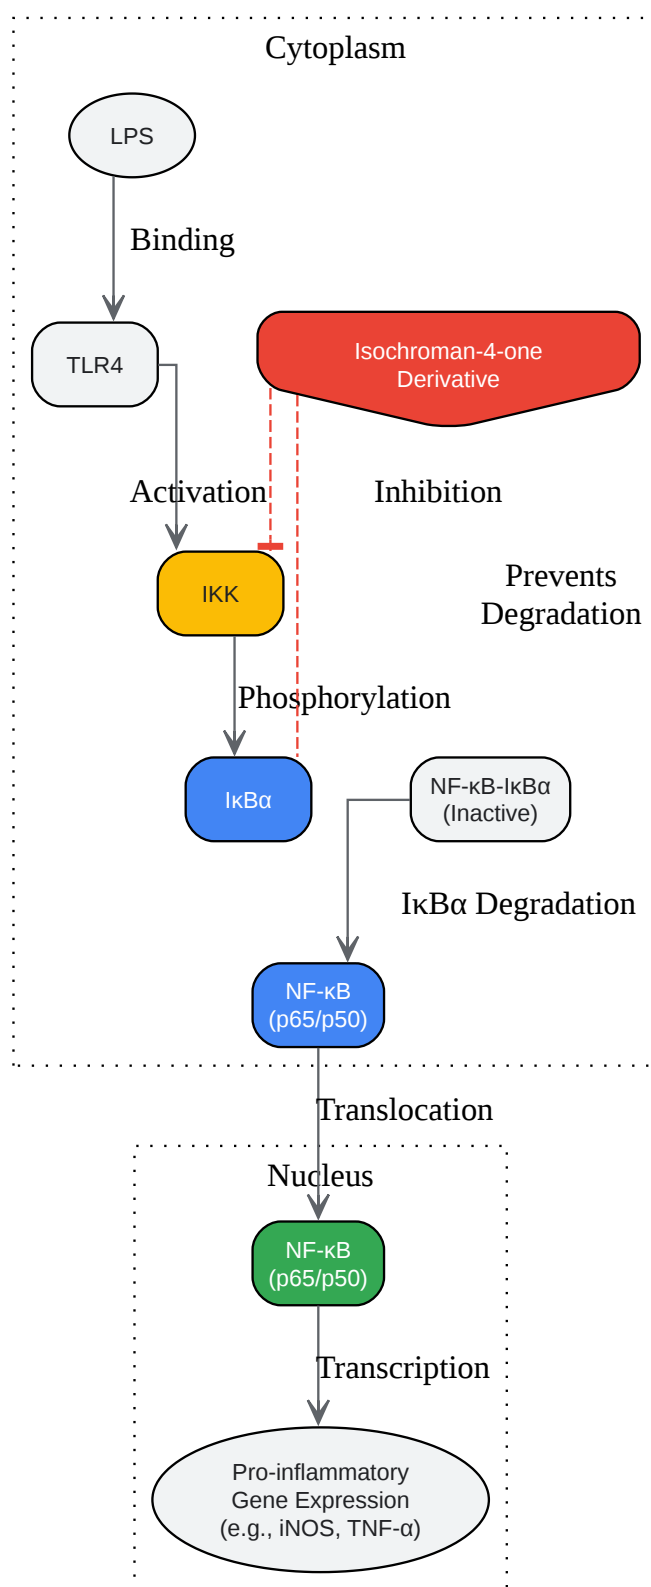 Cytoplasm
LPS
Binding
TLR4
Isochroman-4-one
Derivative
Activation
Inhibition
Prevents
Degradation
IKK
Phosphorylation
IκBα
NF-κB-IκBα
(Inactive)
IκBα Degradation
NF-κB
(p65/p50)
Translocation
Nucleus
NF-κB
(p65/p50)
Transcription
Pro-inflammatory
Gene Expression
(e.g., iNOS, TNF-α)